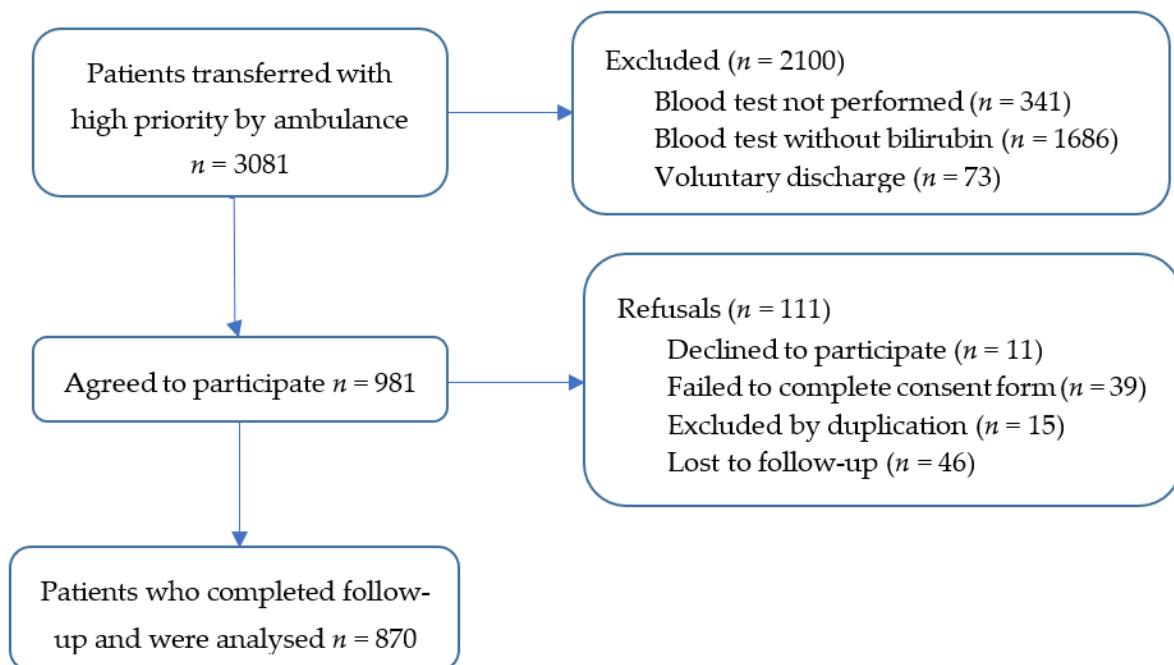 Patients transferred with
high priority by ambulance
n = 3081
Excluded (n = 2100)
Blood test not performed (n = 341)
Blood test without bilirubin (n = 1686)
Voluntary discharge (n = 73)
Agreed to participate n = 981
Refusals (n = 111)
Declined to participate (n = 11)
Failed to complete consent form (n = 39)
Excluded by duplication (n = 15)
Lost to follow-up (n = 46)
Patients who completed follow-
up and were analysed n = 870